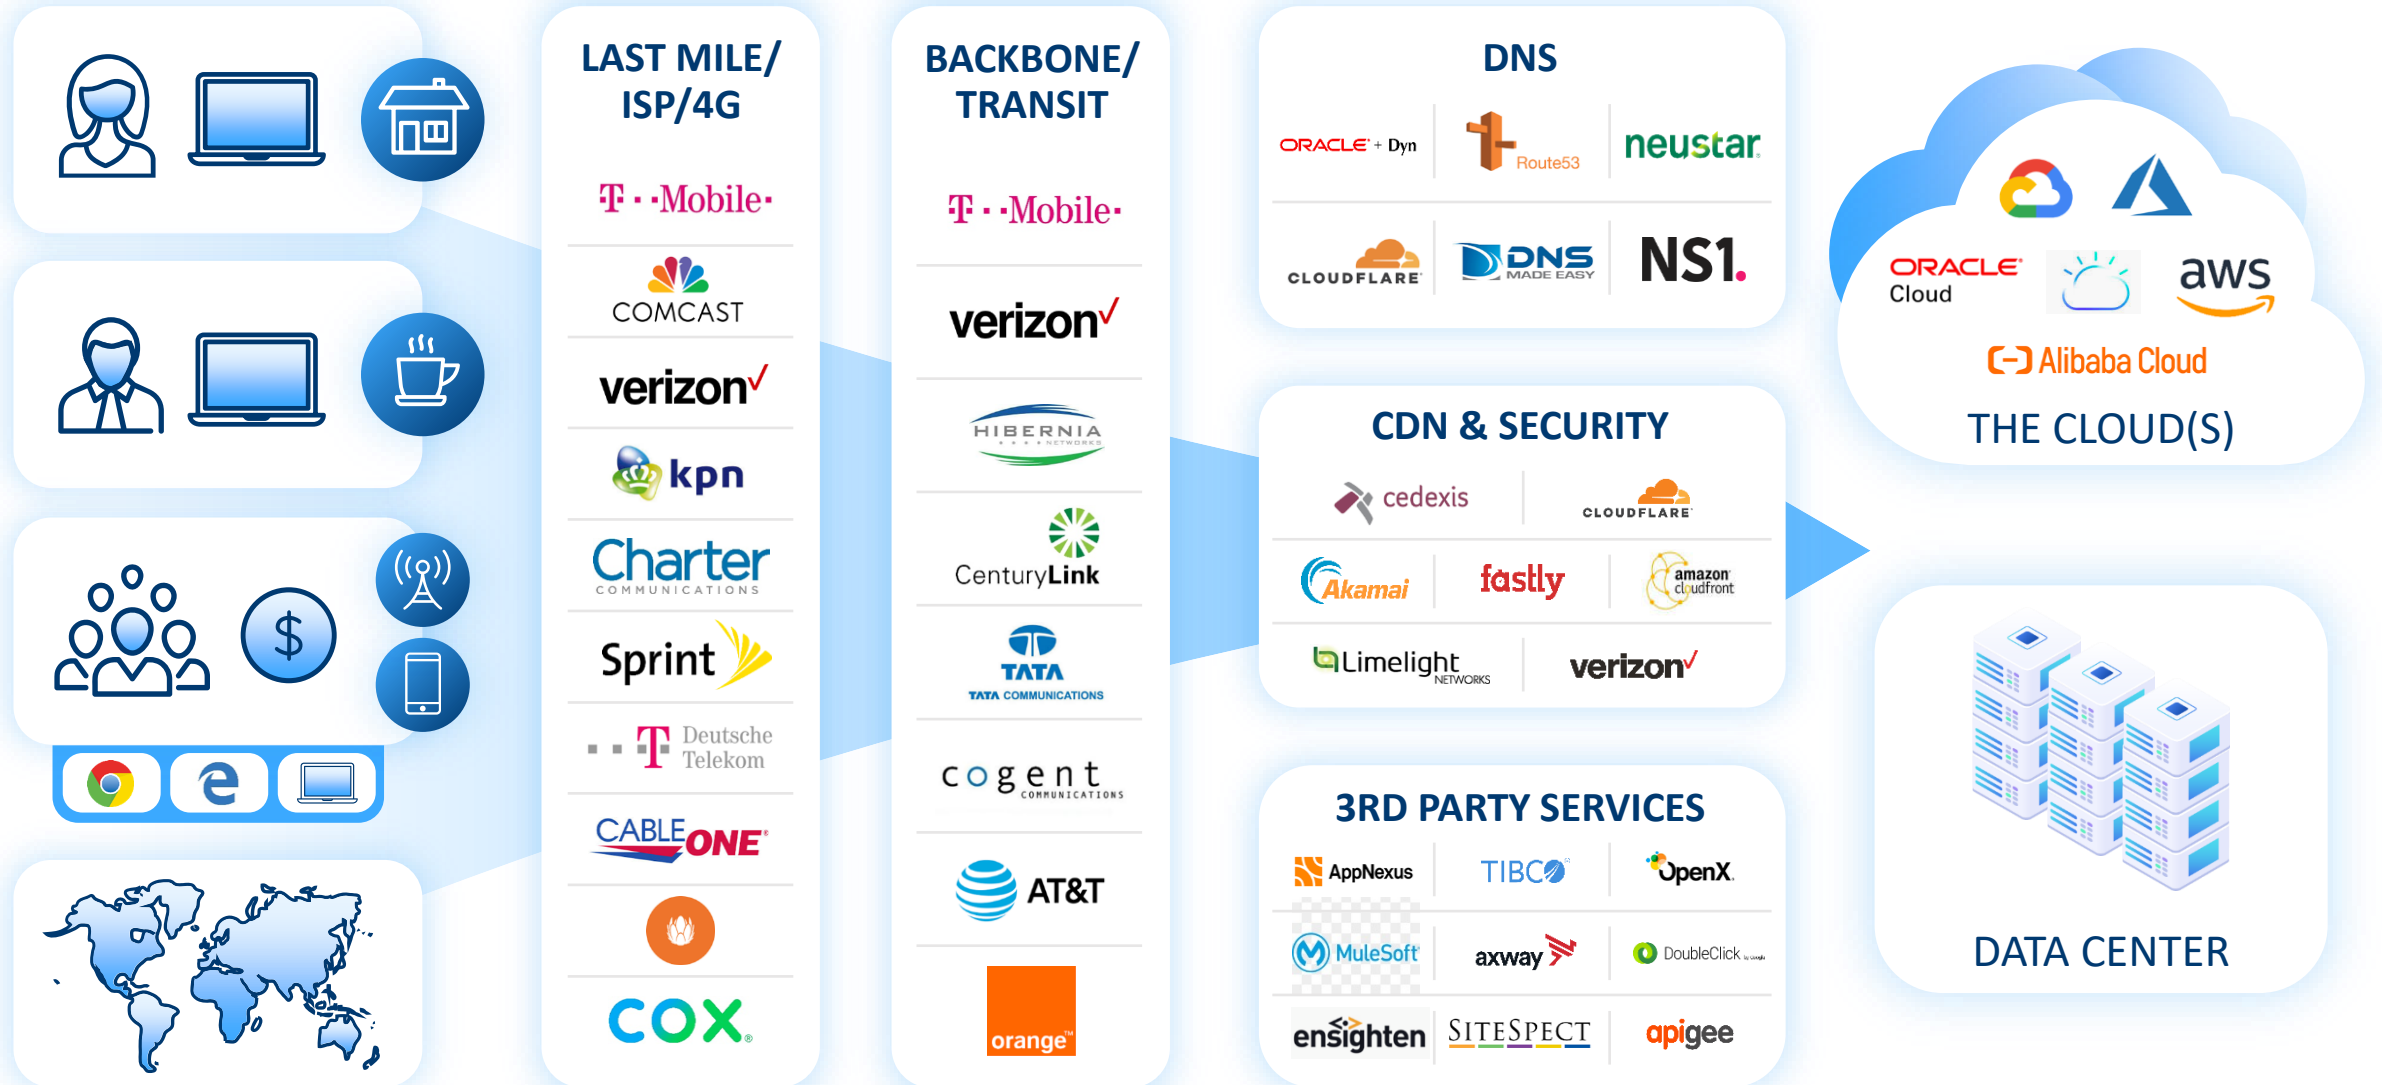 LAST MILE/
ISP/4G
T··Mobile·
COMCAST
verizon
kpn
Charter
COMMUNICATIONS
Sprint
T Deutsche
Telekom
CABLE ONE
COX
BACKBONE/
TRANSIT
T··Mobile·
verizon
HIBERNIA
NETWORKS
CenturyLink
TATA
TATA COMMUNICATIONS
cogent
COMMUNICATIONS
AT&T
orange™
DNS
ORACLE + Dyn
Route53
neustar
CLOUDFLARE
DNS
MADE EASY
NS1.
CDN & SECURITY
cedexis
CLOUDFLARE
Akamai
fastly
amazon
cloudfront
Limelight
NETWORKS
verizon
3RD PARTY SERVICES
AppNexus
TIBCO
OpenX
MuleSoft
axway
DoubleClick
ensighten
SITESPECT
apigee
ORACLE
Cloud
aws
Alibaba Cloud
THE CLOUD(S)
DATA CENTER
$